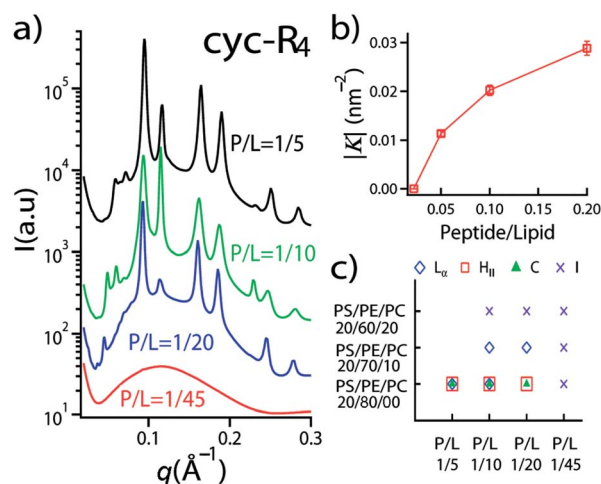 a)
cyc-R4
10^5
10^4
10^3
10^2
10^1
I(a.u)
P/L=1/5
P/L=1/10
P/L=1/20
P/L=1/45
0.1
0.2
0.3
q(Å^-1)
b)
|K| (nm^-2)
0.03
0.02
0.01
0.00
0.05
0.10
0.20
Peptide/Lipid
c)
Lα HII C I
PS/PE/PC
20/60/20
PS/PE/PC
20/70/10
PS/PE/PC
20/80/00
P/L P/L P/L P/L
1/5 1/10 1/20 1/45